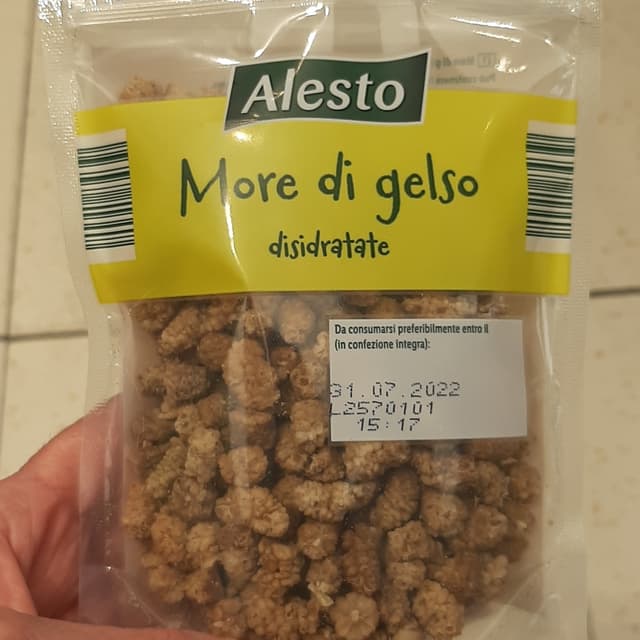 Alesto
More di gelso
disidratate
Da consumarsi preferibilmente entro il
(in confezione integra):
31.07.2022
L2570101
15:17